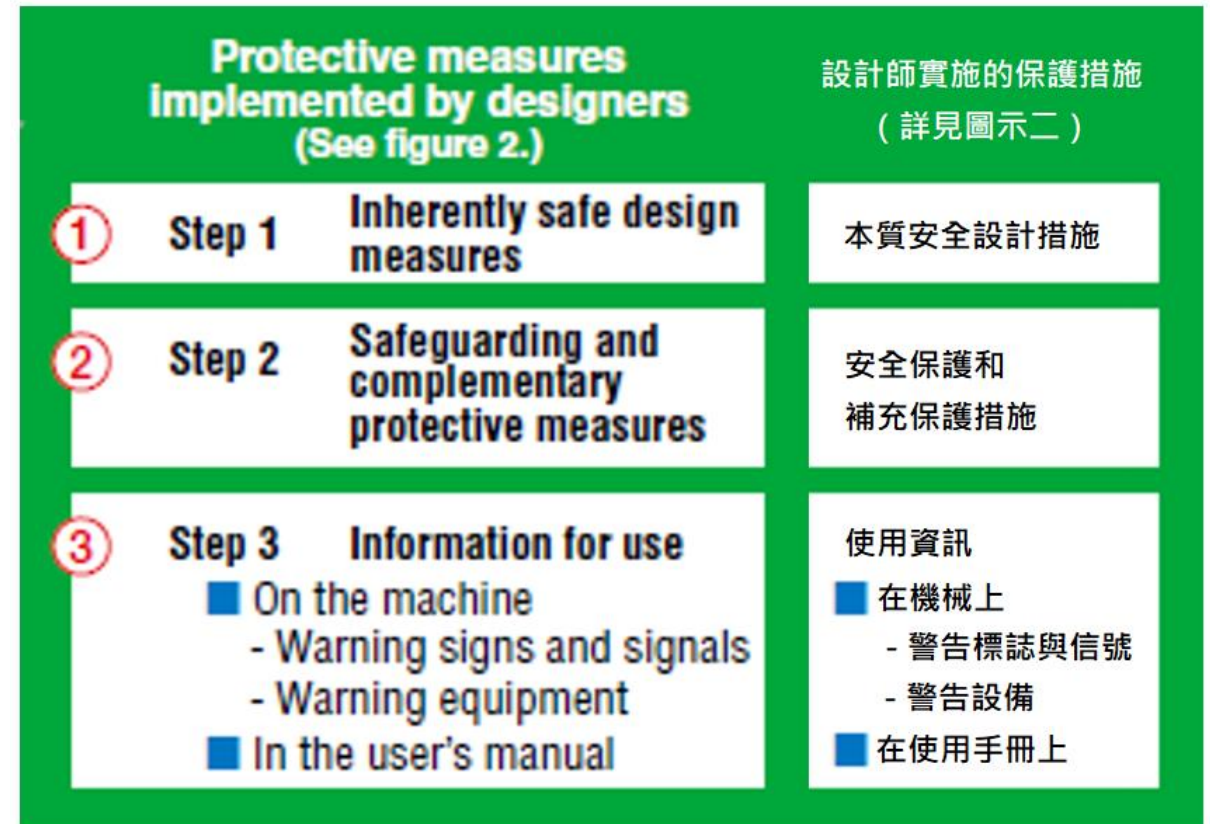 Protective measures
implemented by designers
(See figure 2.)
設計師實施的保護措施
(詳見圖示二)
① Step 1 Inherently safe design
measures
本質安全設計措施
② Step 2 Safeguarding and
complementary
protective measures
安全保護和
補充保護措施
③ Step 3 Information for use
■ On the machine
- Warning signs and signals
- Warning equipment
■ In the user's manual
使用資訊
■ 在機械上
- 警告標誌與信號
- 警告設備
■ 在使用手冊上